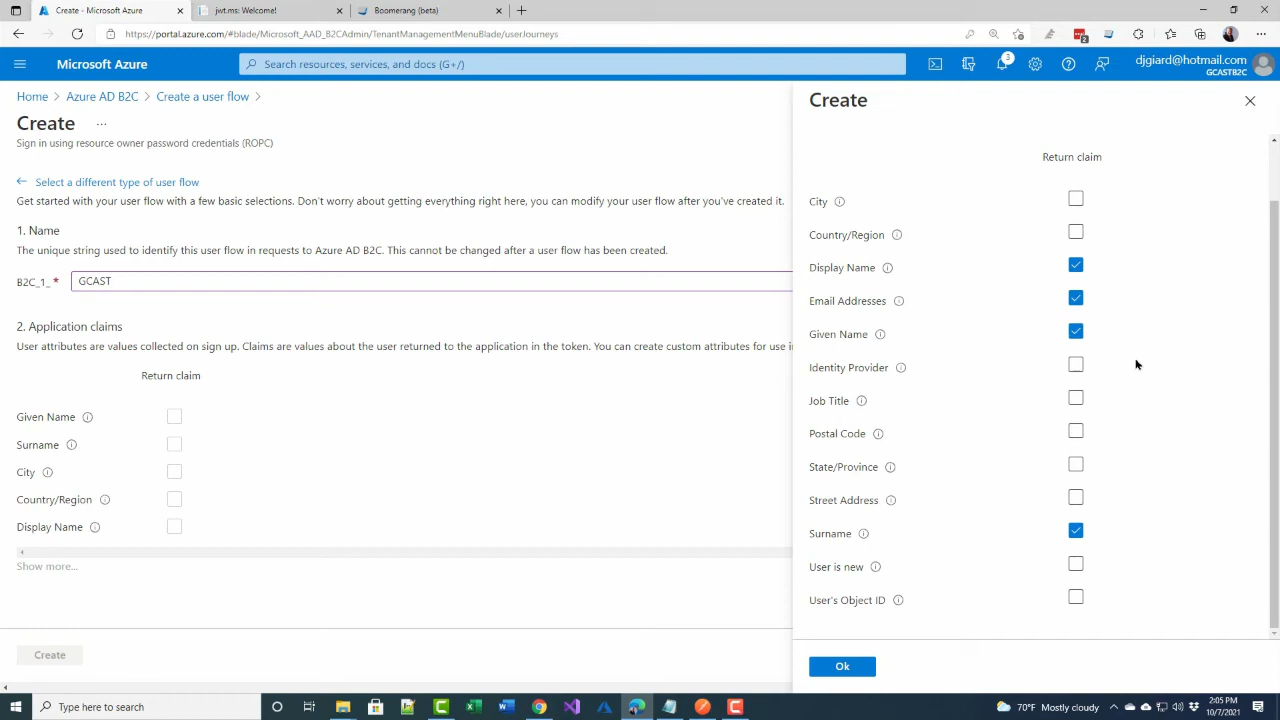 Create - Microsoft Azure
jwt.ms: Welcome!
Boomerang (beta)
https://portal.azure.com/#blade/Microsoft_AAD_B2CAdmin/TenantManagementMenuBlade/userJourneys
2
Microsoft Azure
Search resources, services, and docs (G+/)
3
djgiard@hotmail.com
GCASTB2C
Home > Azure AD B2C > Create a user flow >
Create ...
Sign in using resource owner password credentials (ROPC)
← Select a different type of user flow
Get started with your user flow with a few basic selections. Don't worry about getting everything right here, you can modify your user flow after you've created it.
1. Name
The unique string used to identify this user flow in requests to Azure AD B2C. This cannot be changed after a user flow has been created.
B2C_1_ * GCAST
2. Application claims
User attributes are values collected on sign up. Claims are values about the user returned to the application in the token. You can create custom attributes for use i
Return claim
Given Name
Surname
City
Country/Region
Display Name
Show more...
Create
Create
Return claim
City
Country/Region
Display Name
Email Addresses
Given Name
Identity Provider
Job Title
Postal Code
State/Province
Street Address
Surname
User is new
User's Object ID
Ok
Type here to search
70°F Mostly cloudy
2:05 PM
10/7/2021